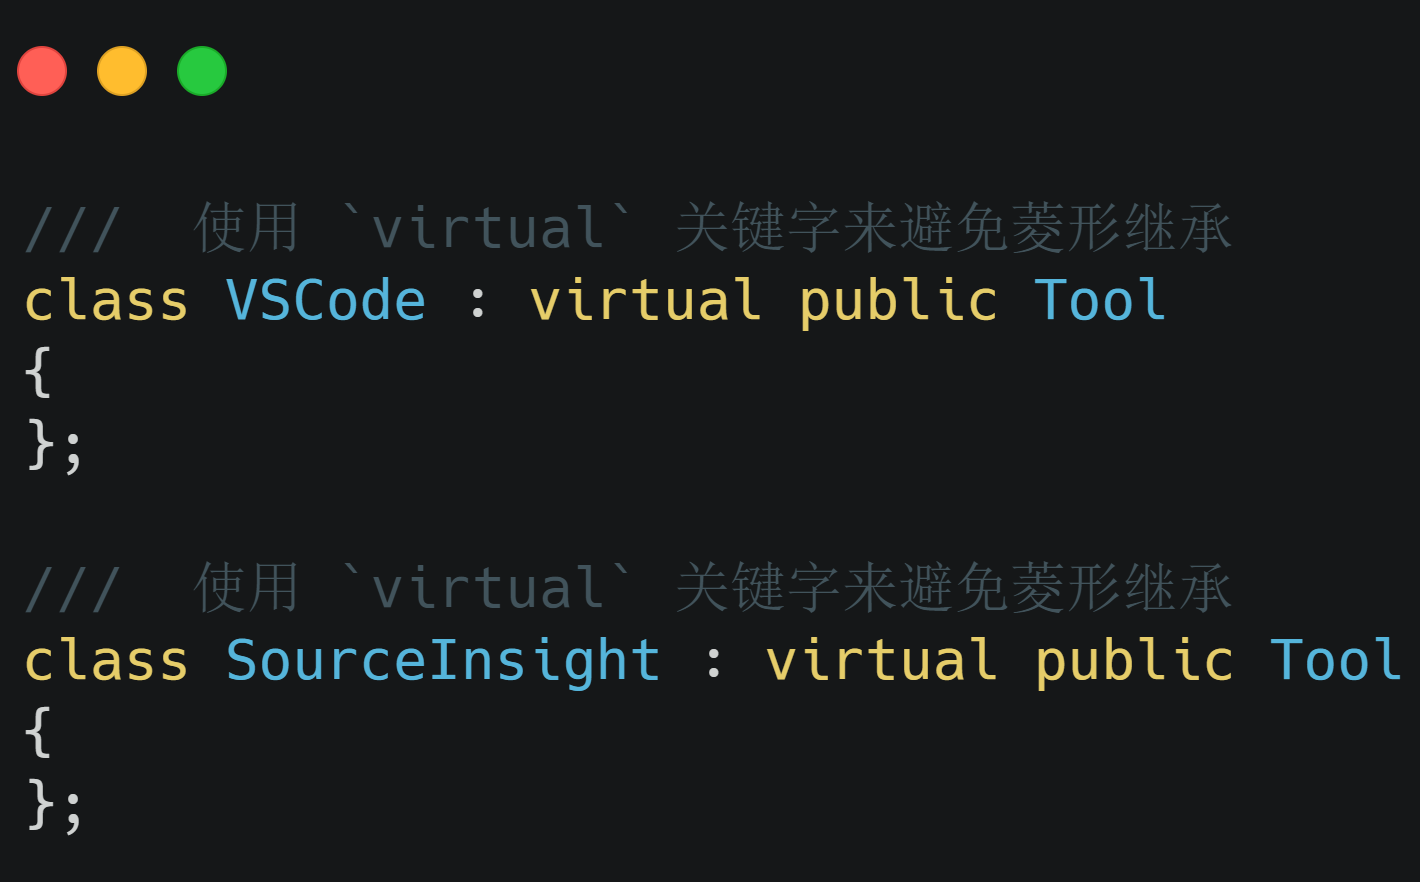 ///  使用 `virtual` 关键字来避免菱形继承
class VSCode : virtual public Tool
{
};
///  使用 `virtual` 关键字来避免菱形继承
class SourceInsight : virtual public Tool
{
};